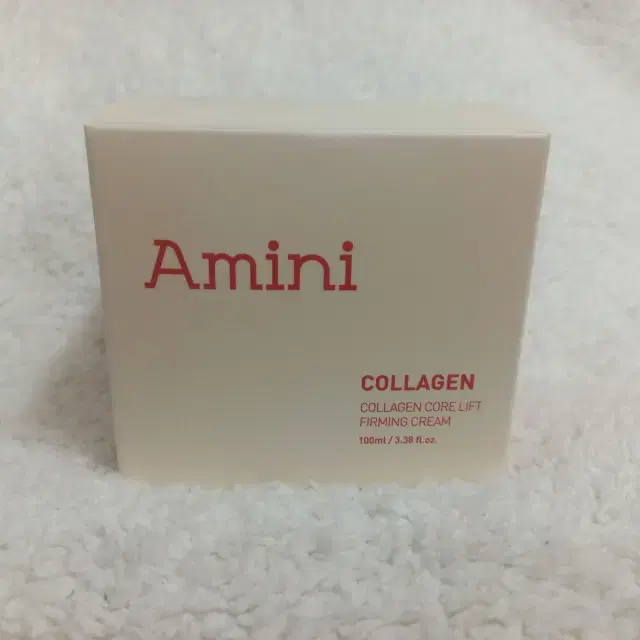 Amini
COLLAGEN
COLLAGEN CORE LIFT
FIRMING CREAM
100ml / 3.38 fl.oz.